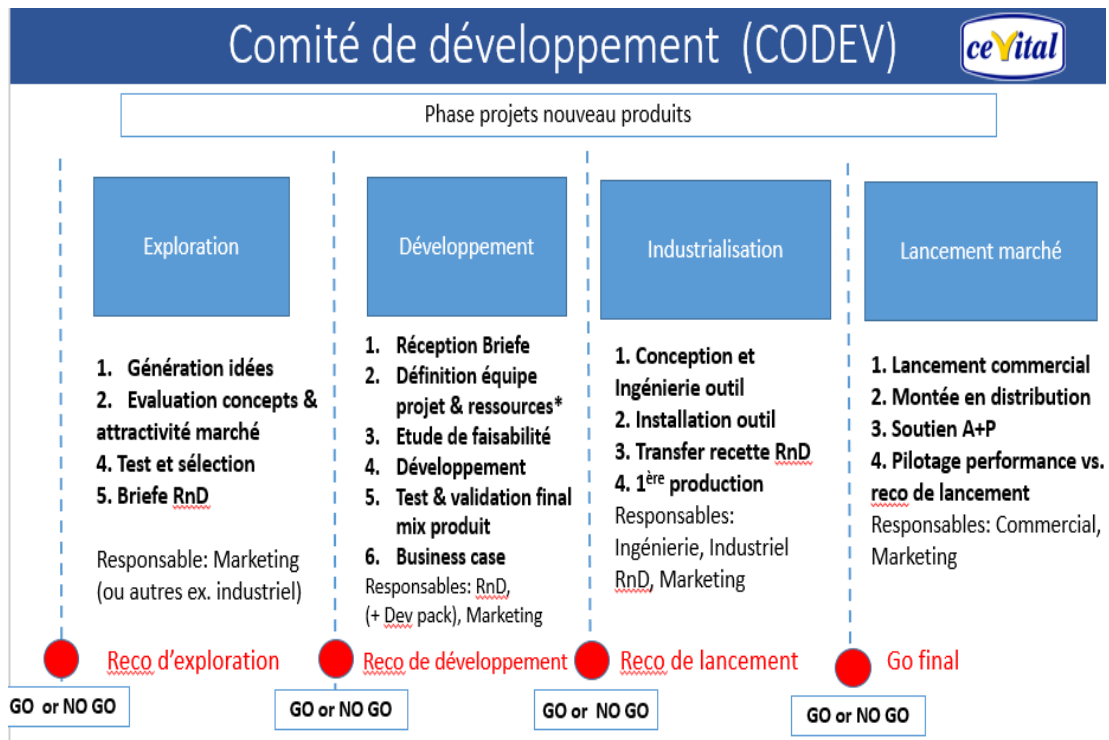 Comité de développement (CODEV)
ceVital
Phase projets nouveau produits
Exploration
1. Génération idées
2. Evaluation concepts &
attractivité marché
4. Test et sélection
5. Briefe RnD
Responsable: Marketing
(ou autres ex. industriel)
Développement
1. Réception Briefe
2. Définition équipe
projet & ressources*
3. Etude de faisabilité
4. Développement
5. Test & validation final
mix produit
6. Business case
Responsables: RnD,
(+ Dev pack), Marketing
Industrialisation
1. Conception et
Ingénierie outil
2. Installation outil
3. Transfer recette RnD
4. 1ère production
Responsables:
Ingénierie, Industriel
RnD, Marketing
Lancement marché
1. Lancement commercial
2. Montée en distribution
3. Soutien A+P
4. Pilotage performance vs.
reco de lancement
Responsables: Commercial,
Marketing
Reco d'exploration
Reco de développement
Reco de lancement
Go final
GO or NO GO
GO or NO GO
GO or NO GO
GO or NO GO